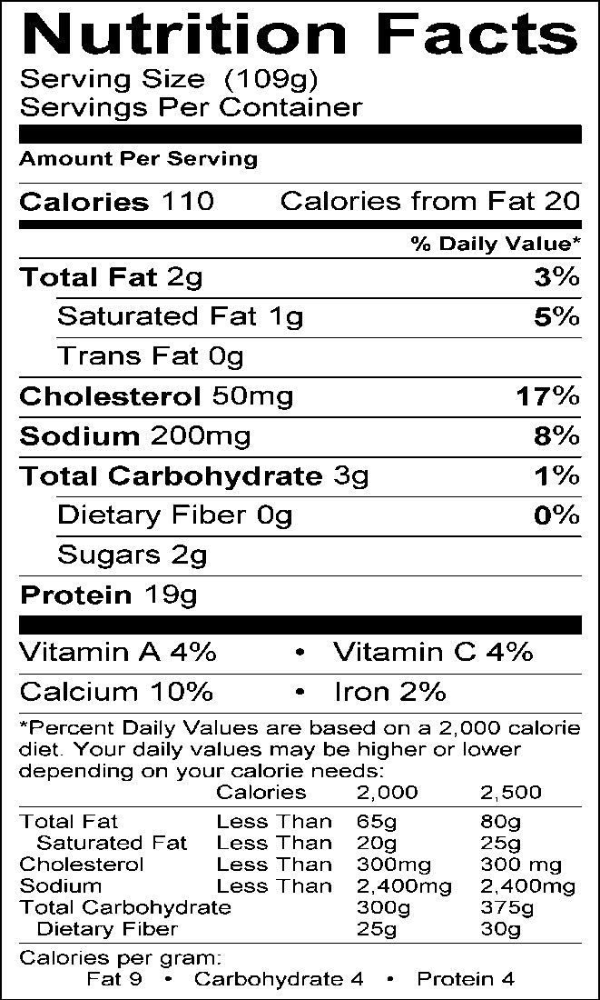 Nutrition Facts
Serving Size (109g)
Servings Per Container
Amount Per Serving
Calories 110 Calories from Fat 20
% Daily Value*
Total Fat 2g 3%
Saturated Fat 1g 5%
Trans Fat 0g
Cholesterol 50mg 17%
Sodium 200mg 8%
Total Carbohydrate 3g 1%
Dietary Fiber 0g 0%
Sugars 2g
Protein 19g
Vitamin A 4% • Vitamin C 4%
Calcium 10% • Iron 2%
*Percent Daily Values are based on a 2,000 calorie
diet. Your daily values may be higher or lower
depending on your calorie needs:
Calories 2,000 2,500
Total Fat Less Than 65g 80g
Saturated Fat Less Than 20g 25g
Cholesterol Less Than 300mg 300 mg
Sodium Less Than 2,400mg 2,400mg
Total Carbohydrate 300g 375g
Dietary Fiber 25g 30g
Calories per gram:
Fat 9 • Carbohydrate 4 • Protein 4